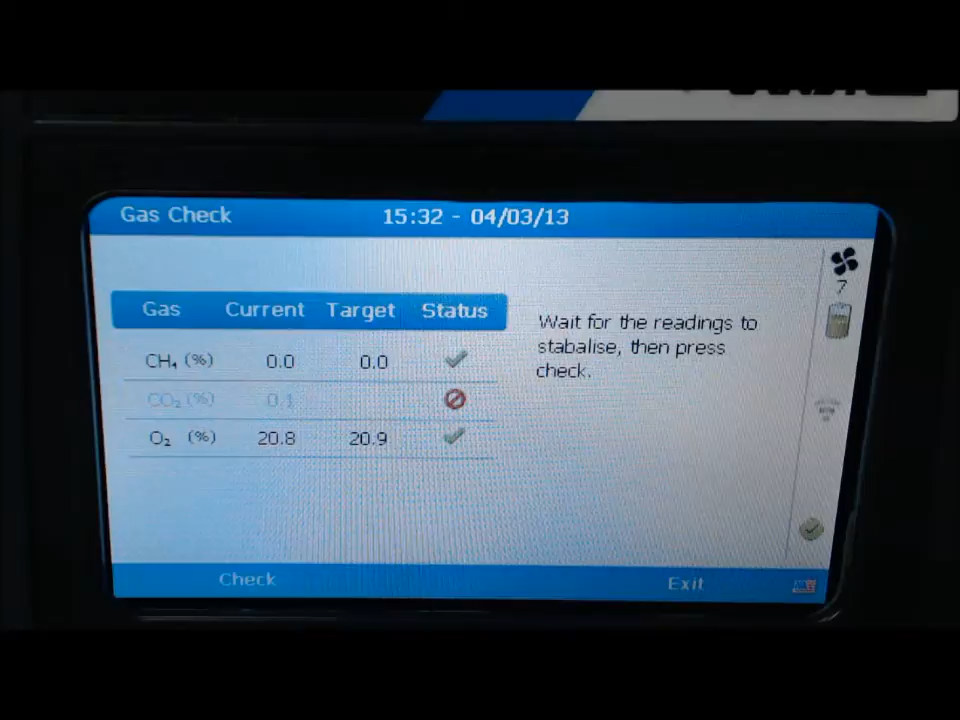 Gas Check 15:32 - 04/03/13
Gas Current Target Status
CH₄ (%) 0.0 0.0
CO₂ (%) 0.1
O₂ (%) 20.8 20.9
Wait for the readings to
stabalise, then press
check.
7
Check Exit